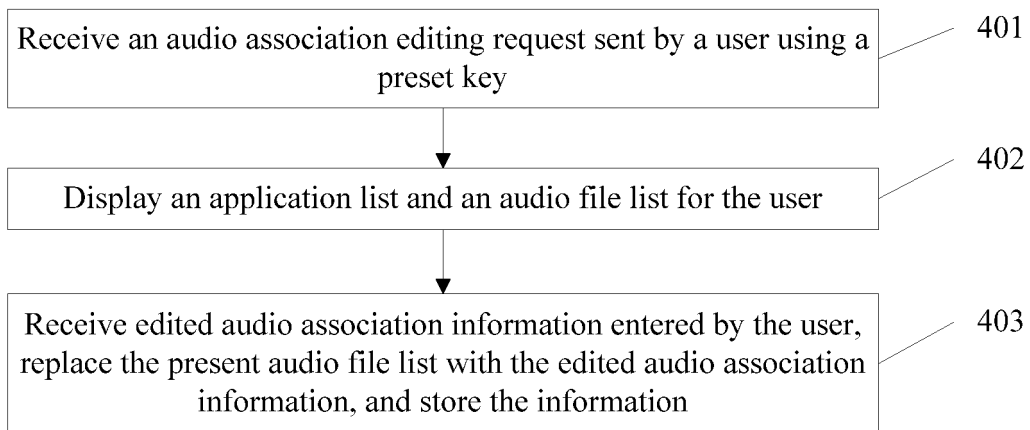 Receive an audio association editing request sent by a user using a
preset key
401
Display an application list and an audio file list for the user
402
Receive edited audio association information entered by the user,
replace the present audio file list with the edited audio association
information, and store the information
403